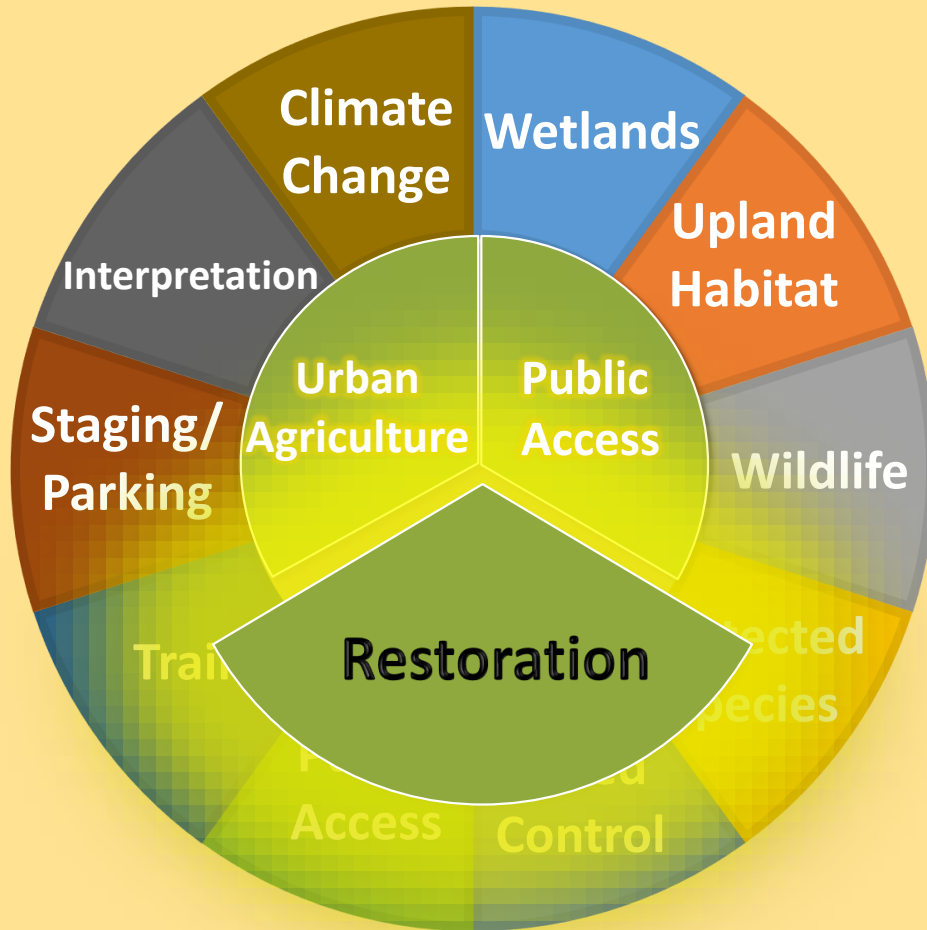 Climate
Change
Wetlands
Upland
Habitat
Interpretation
Urban
Agriculture
Public
Access
Staging/
Parking
Wildlife
Restoration
Access
Control